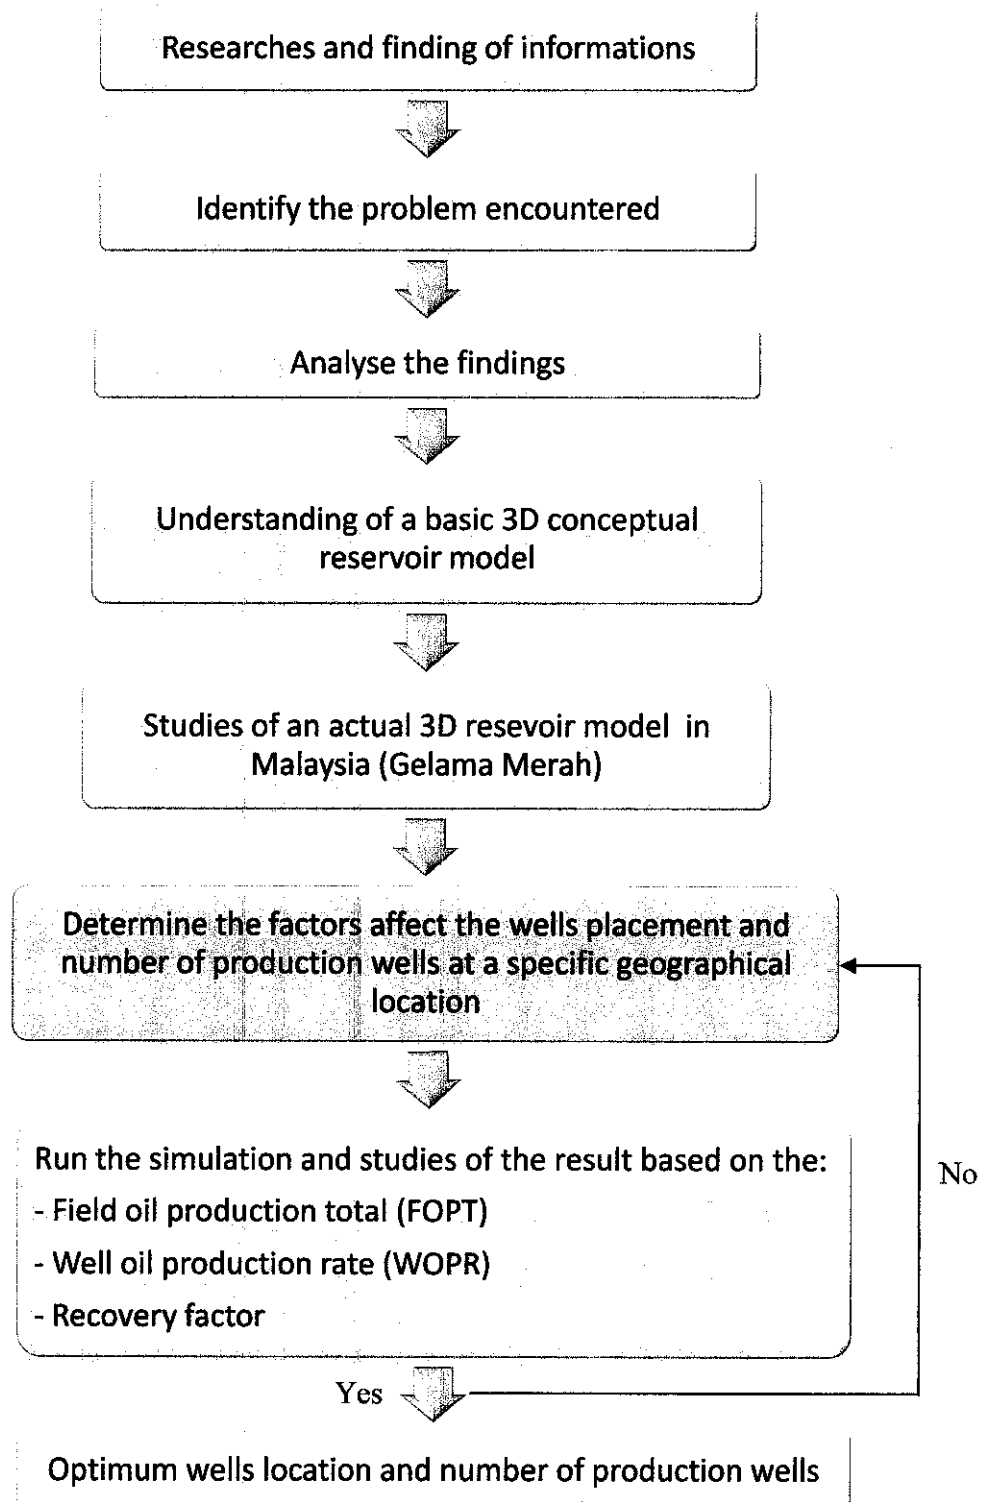 Researches and finding of informations
Identify the problem encountered
Analyse the findings
Understanding of a basic 3D conceptual
reservoir model
Studies of an actual 3D resevoir model in
Malaysia (Gelama Merah)
Determine the factors affect the wells placement and
number of production wells at a specific geographical
location
Run the simulation and studies of the result based on the:
- Field oil production total (FOPT)
- Well oil production rate (WOPR)
- Recovery factor
No
Yes
Optimum wells location and number of production wells